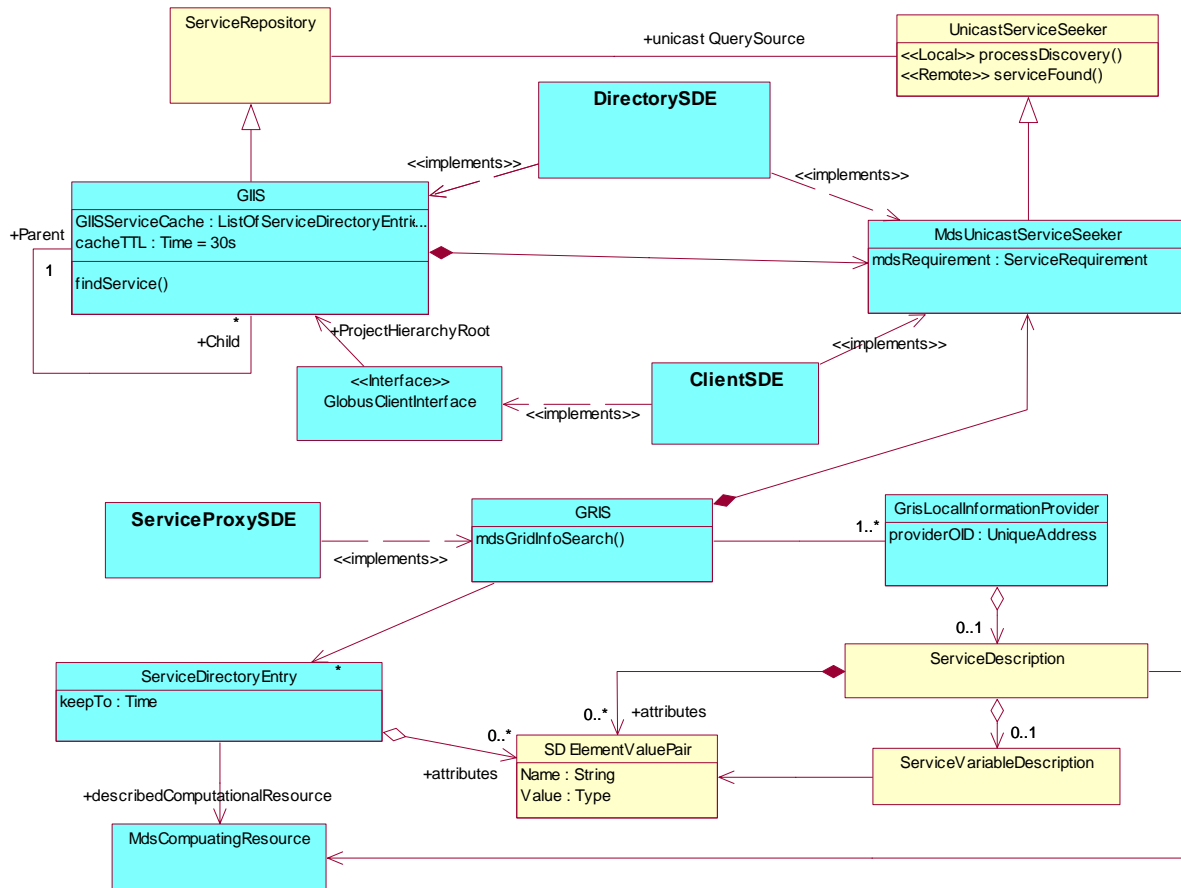 ServiceRepository
UnicastServiceSeeker
+unicast QuerySource
<<Local>> processDiscovery()
<<Remote>> serviceFound()
DirectorySDE
<<implements>>
<<implements>>
GIIS
GIISServiceCache : ListOfServiceDirectoryEntrie...
cacheTTL : Time = 30s
findService()
+Parent
1
*
+Child
MdsUnicastServiceSeeker
mdsRequirement : ServiceRequirement
+ProjectHierarchyRoot
<<implements>>
<<Interface>>
GlobusClientInterface
ClientSDE
<<implements>>
ServiceProxySDE
<<implements>>
GRIS
mdsGridInfoSearch()
1..*
GrisLocalInformationProvider
providerOID : UniqueAddress
0..1
ServiceDescription
*
ServiceDirectoryEntry
keepTo : Time
0..*
+attributes
0..1
0..*
+attributes
SD ElementValuePair
Name : String
Value : Type
ServiceVariableDescription
+describedComputationalResource
MdsCompuatingResource